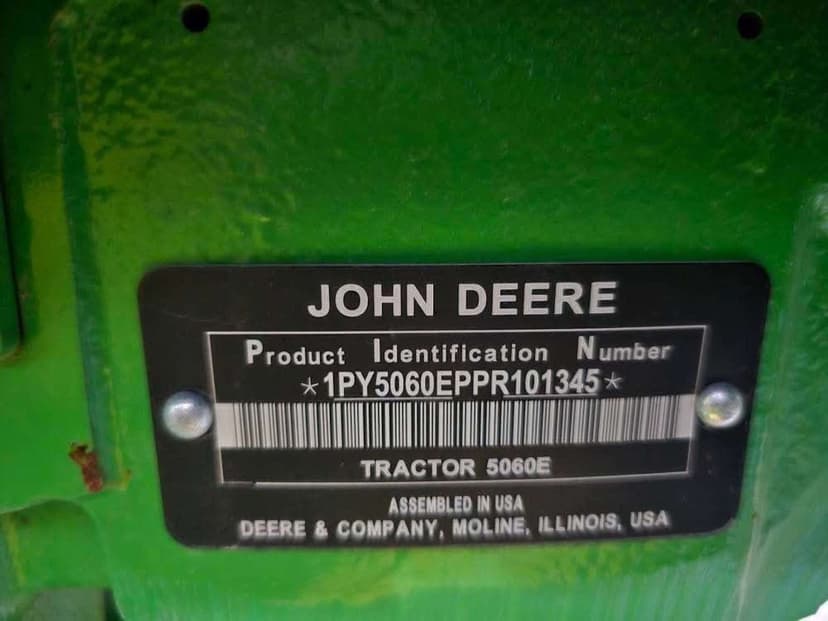 JOHN DEERE
Product Identification Number
*1PY5060EPPR101345*
TRACTOR 5060E
ASSEMBLED IN USA
DEERE & COMPANY, MOLINE, ILLINOIS, USA